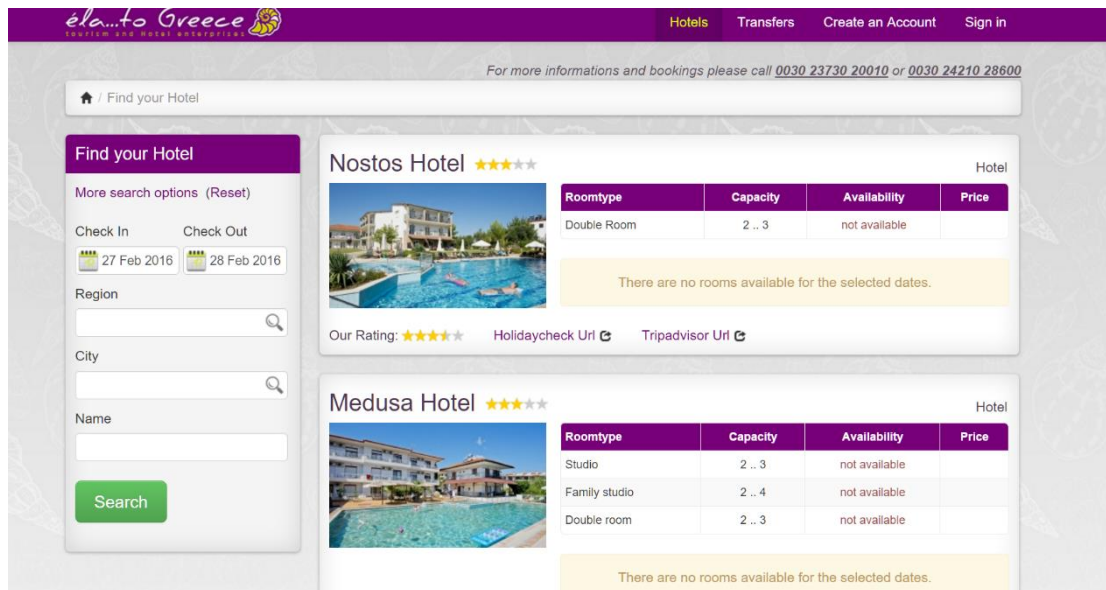 éla...to Greece
tourism and Hotel enterprises
Hotels Transfers Create an Account Sign in
For more informations and bookings please call 0030 23730 20010 or 0030 24210 28600
/ Find your Hotel
Find your Hotel
More search options (Reset)
Check In Check Out
27 Feb 2016 28 Feb 2016
Region
City
Name
Search
Nostos Hotel
Hotel
Roomtype Capacity Availability Price
Double Room 2 .. 3 not available
There are no rooms available for the selected dates.
Our Rating: Holidaycheck Url Tripadvisor Url
Medusa Hotel
Hotel
Roomtype Capacity Availability Price
Studio 2 .. 3 not available
Family studio 2 .. 4 not available
Double room 2 .. 3 not available
There are no rooms available for the selected dates.